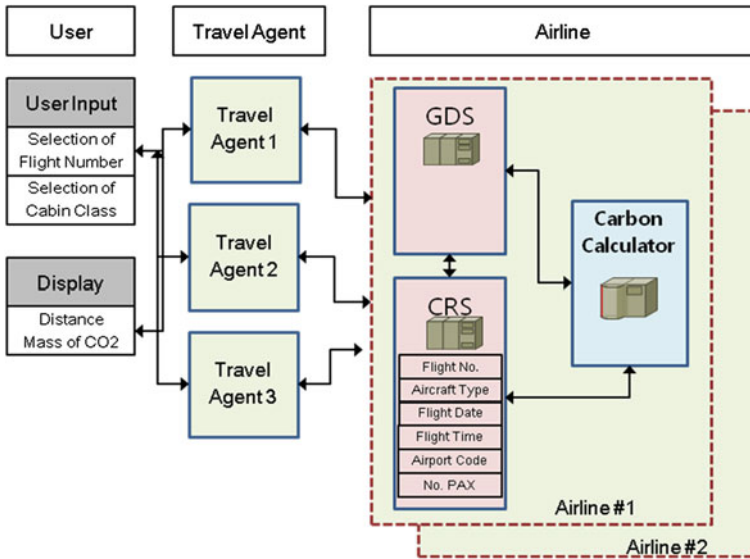 User
Travel Agent
Airline
User Input
Selection of
Flight Number
Selection of
Cabin Class
Display
Distance
Mass of CO2
Travel
Agent 1
Travel
Agent 2
Travel
Agent 3
GDS
CRS
Flight No.
Aircraft Type
Flight Date
Flight Time
Airport Code
No. PAX
Carbon
Calculator
Airline #1
Airline #2